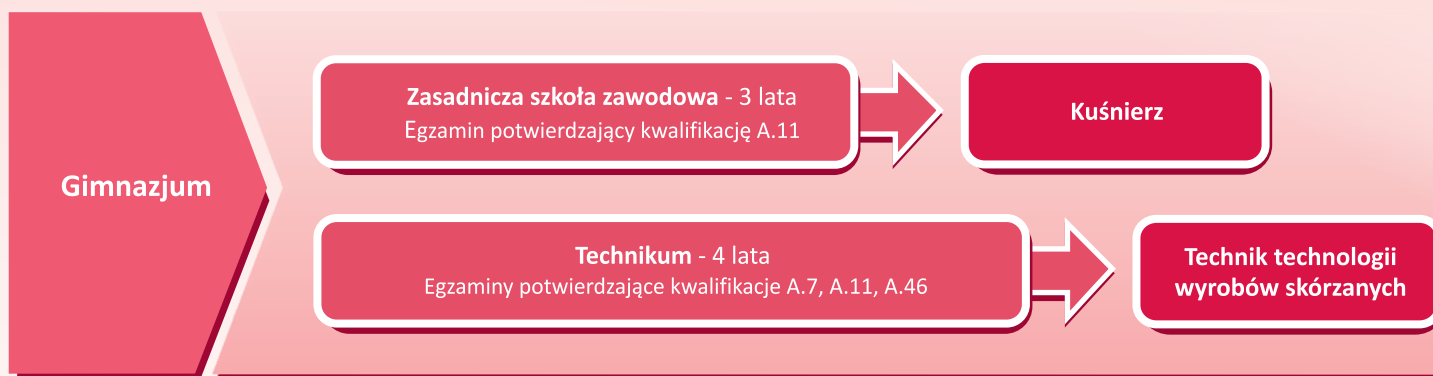 Gimnazjum
Zasadnicza szkoła zawodowa - 3 lata
Egzamin potwierdzający kwalifikację A.11
Kuśnierz
Technikum - 4 lata
Egzaminy potwierdzające kwalifikacje A.7, A.11, A.46
Technik technologii
wyrobów skórzanych